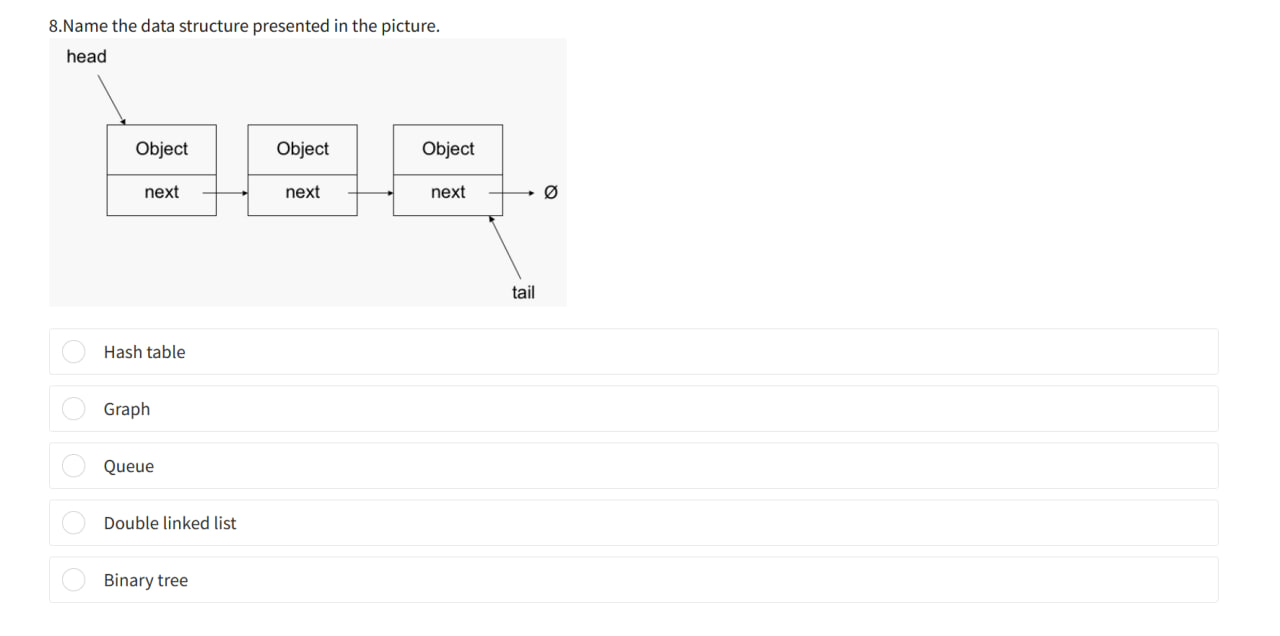 8.Name the data structure presented in the picture.
head
Object Object Object
next next next Ø
tail
Hash table
Graph
Queue
Double linked list
Binary tree